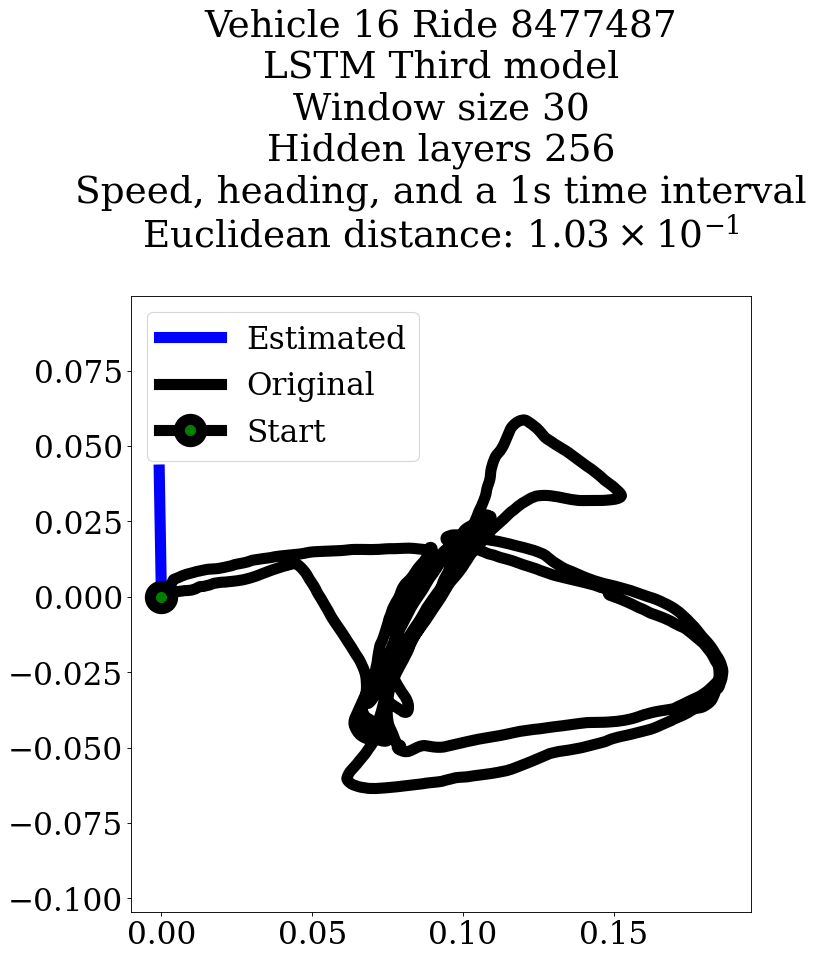 Vehicle 16 Ride 8477487
LSTM Third model
Window size 30
Hidden layers 256
Speed, heading, and a 1s time interval
Euclidean distance: 1.03 × 10⁻¹
Estimated
Original
Start
0.075
0.050
0.025
0.000
−0.025
−0.050
−0.075
−0.100
0.00 0.05 0.10 0.15